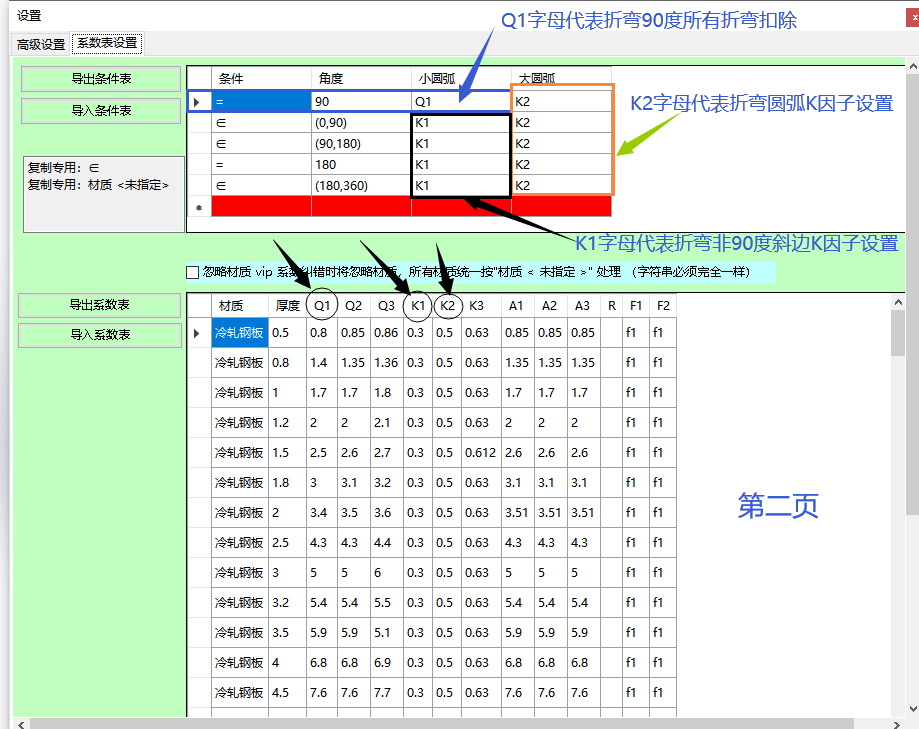 设置
Q1字母代表折弯90度所有折弯扣除
高级设置 系数表设置
导出条件表
导入条件表
复制专用：∈
复制专用：材质 <未指定>
条件 角度 小圆弧 大圆弧
= 90 Q1 K2
∈ (0,90) K1 K2
∈ (90,180) K1 K2
= 180 K1 K2
∈ (180,360) K1 K2
*
K2字母代表折弯圆弧K因子设置
K1字母代表折弯非90度斜边K因子设置
忽略材质 vip 系数纠错时将忽略材质，所有材质统一按"材质 < 未指定 >" 处理 （字符串必须完全一样）
导出系数表
导入系数表
材质 厚度 Q1 Q2 Q3 K1 K2 K3 A1 A2 A3 R F1 F2
冷轧钢板 0.5 0.8 0.85 0.86 0.3 0.5 0.63 0.85 0.85 0.85 f1 f1
冷轧钢板 0.8 1.4 1.35 1.36 0.3 0.5 0.63 1.35 1.35 1.35 f1 f1
冷轧钢板 1 1.7 1.7 1.8 0.3 0.5 0.63 1.7 1.7 1.7 f1 f1
冷轧钢板 1.2 2 2 2.1 0.3 0.5 0.63 2 2 2 f1 f1
冷轧钢板 1.5 2.5 2.6 2.7 0.3 0.5 0.612 2.6 2.6 2.6 f1 f1
冷轧钢板 1.8 3 3.1 3.2 0.3 0.5 0.63 3.1 3.1 3.1 f1 f1
冷轧钢板 2 3.4 3.5 3.6 0.3 0.5 0.63 3.51 3.51 3.51 f1 f1
冷轧钢板 2.5 4.3 4.3 4.4 0.3 0.5 0.63 4.3 4.3 4.3 f1 f1
冷轧钢板 3 5 5 6 0.3 0.5 0.63 5 5 5 f1 f1
冷轧钢板 3.2 5.4 5.4 5.5 0.3 0.5 0.63 5.4 5.4 5.4 f1 f1
冷轧钢板 3.5 5.9 5.9 5.1 0.3 0.5 0.63 5.9 5.9 5.9 f1 f1
冷轧钢板 4 6.8 6.8 6.9 0.3 0.5 0.63 6.8 6.8 6.8 f1 f1
冷轧钢板 4.5 7.6 7.6 7.7 0.3 0.5 0.63 7.6 7.6 7.6 f1 f1
第二页